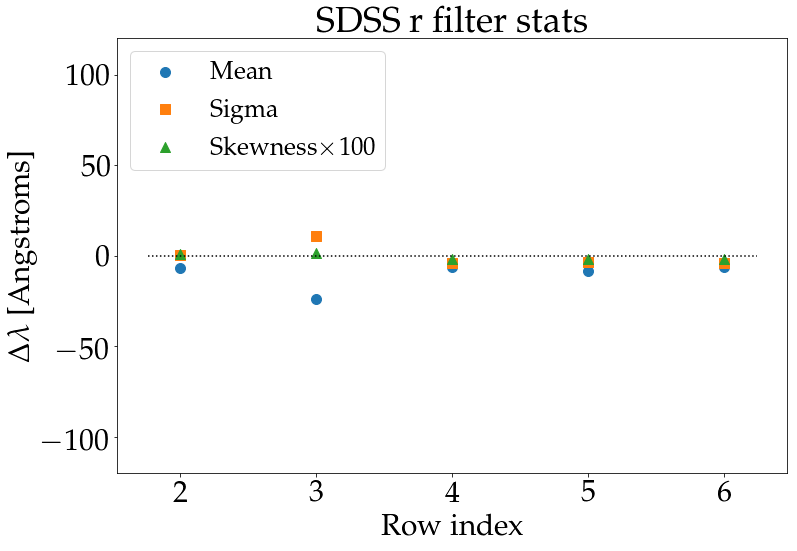 SDSS r filter stats
Mean
Sigma
Skewness×100
100
50
0
−50
−100
Δλ [Angstroms]
2 3 4 5 6
Row index